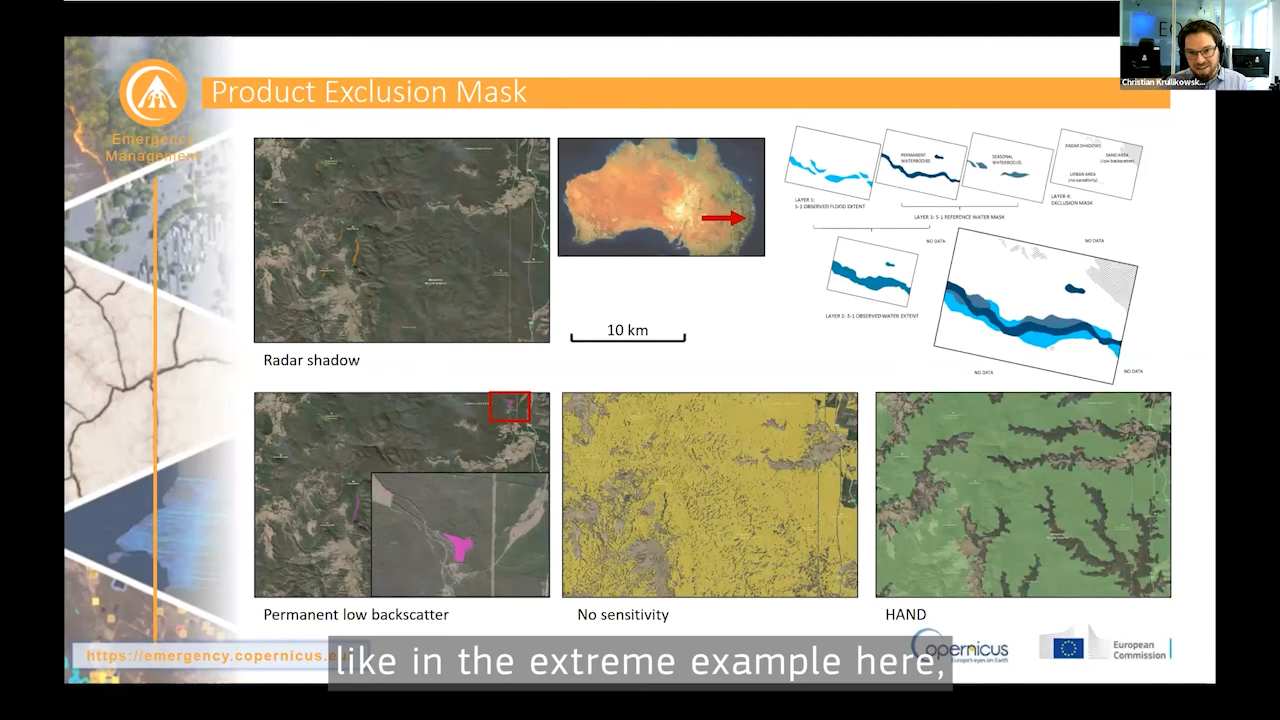 EO
Christian Krullikowsk...
Product Exclusion Mask
Emergency
Management
RADAR SHADOWS
SAND AREA
(low backscatter)
URBAN AREA
(no sensitivity)
PERMANENT
WATERBODIES
SEASONAL
WATERBODIES
LAYER 1:
S-1 OBSERVED FLOOD EXTENT
LAYER 4:
EXCLUSION MASK
LAYER 3: S-1 REFERENCE WATER MASK
NO DATA
NO DATA
LAYER 2: S-1 OBSERVED WATER EXTENT
NO DATA
NO DATA
10 km
Radar shadow
Permanent low backscatter
No sensitivity
HAND
https://emergency.copernicus.eu
opernicus
Europe's eyes on Earth
European
Commission
like in the extreme example here,